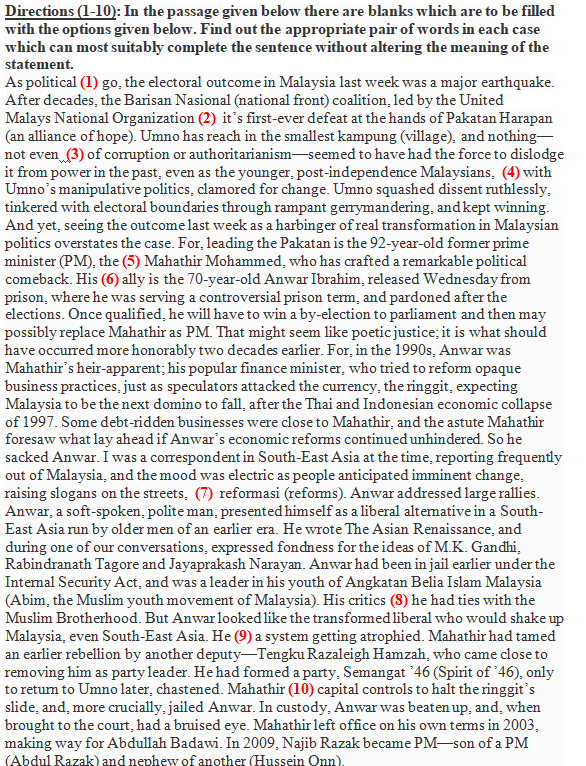 Directions (1-10): In the passage given below there are blanks which are to be filled
with the options given below. Find out the appropriate pair of words in each case
which can most suitably complete the sentence without altering the meaning of the
statement.
As political (1) go, the electoral outcome in Malaysia last week was a major earthquake.
After decades, the Barisan Nasional (national front) coalition, led by the United
Malays National Organization (2) it's first-ever defeat at the hands of Pakatan Harapan
(an alliance of hope). Umno has reach in the smallest kampung (village), and nothing—
not even (3) of corruption or authoritarianism—seemed to have had the force to dislodge
it from power in the past, even as the younger, post-independence Malaysians, (4) with
Umno's manipulative politics, clamored for change. Umno squashed dissent ruthlessly,
tinkered with electoral boundaries through rampant gerrymandering, and kept winning.
And yet, seeing the outcome last week as a harbinger of real transformation in Malaysian
politics overstates the case. For, leading the Pakatan is the 92-year-old former prime
minister (PM), the (5) Mahathir Mohammed, who has crafted a remarkable political
comeback. His (6) ally is the 70-year-old Anwar Ibrahim, released Wednesday from
prison, where he was serving a controversial prison term, and pardoned after the
elections. Once qualified, he will have to win a by-election to parliament and then may
possibly replace Mahathir as PM. That might seem like poetic justice; it is what should
have occurred more honorably two decades earlier. For, in the 1990s, Anwar was
Mahathir's heir-apparent; his popular finance minister, who tried to reform opaque
business practices, just as speculators attacked the currency, the ringgit, expecting
Malaysia to be the next domino to fall, after the Thai and Indonesian economic collapse
of 1997. Some debt-ridden businesses were close to Mahathir, and the astute Mahathir
foresaw what lay ahead if Anwar's economic reforms continued unhindered. So he
sacked Anwar. I was a correspondent in South-East Asia at the time, reporting frequently
out of Malaysia, and the mood was electric as people anticipated imminent change,
raising slogans on the streets, (7) reformasi (reforms). Anwar addressed large rallies.
Anwar, a soft-spoken, polite man, presented himself as a liberal alternative in a South-
East Asia run by older men of an earlier era. He wrote The Asian Renaissance, and
during one of our conversations, expressed fondness for the ideas of M.K. Gandhi,
Rabindranath Tagore and Jayaprakash Narayan. Anwar had been in jail earlier under the
Internal Security Act, and was a leader in his youth of Angkatan Belia Islam Malaysia
(Abim, the Muslim youth movement of Malaysia). His critics (8) he had ties with the
Muslim Brotherhood. But Anwar looked like the transformed liberal who would shake up
Malaysia, even South-East Asia. He (9) a system getting atrophied. Mahathir had tamed
an earlier rebellion by another deputy—Tengku Razaleigh Hamzah, who came close to
removing him as party leader. He had formed a party, Semangat '46 (Spirit of '46), only
to return to Umno later, chastened. Mahathir (10) capital controls to halt the ringgit's
slide, and, more crucially, jailed Anwar. In custody, Anwar was beaten up, and, when
brought to the court, had a bruised eye. Mahathir left office on his own terms in 2003,
making way for Abdullah Badawi. In 2009, Najib Razak became PM—son of a PM
(Abdul Razak) and nephew of another (Hussein Onn).